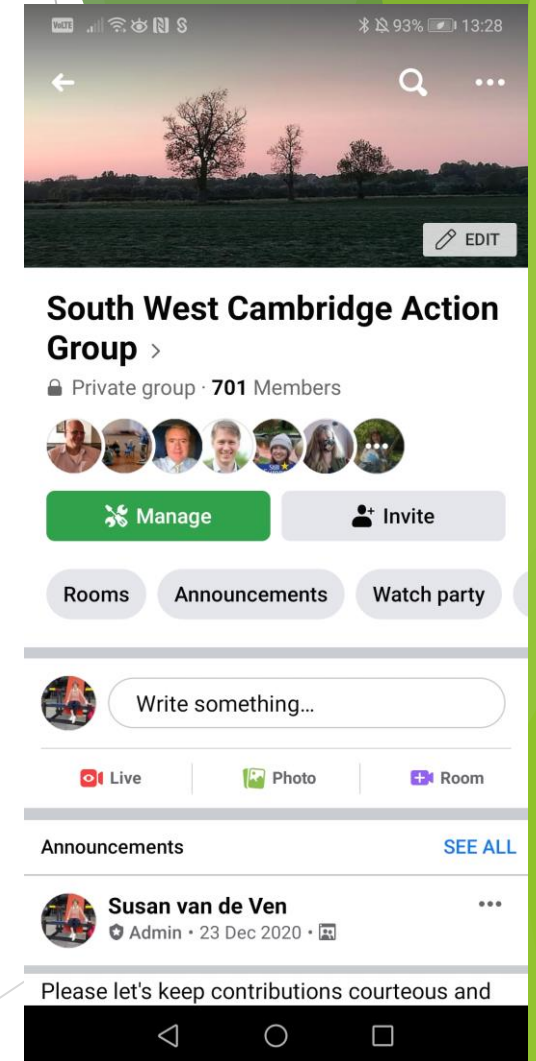 VoLTE 93% 13:28
EDIT
South West Cambridge Action
Group >
Private group · 701 Members
Manage
Invite
Rooms
Announcements
Watch party
Write something...
Live
Photo
Room
Announcements
SEE ALL
Susan van de Ven
Admin • 23 Dec 2020 •
Please let's keep contributions courteous and